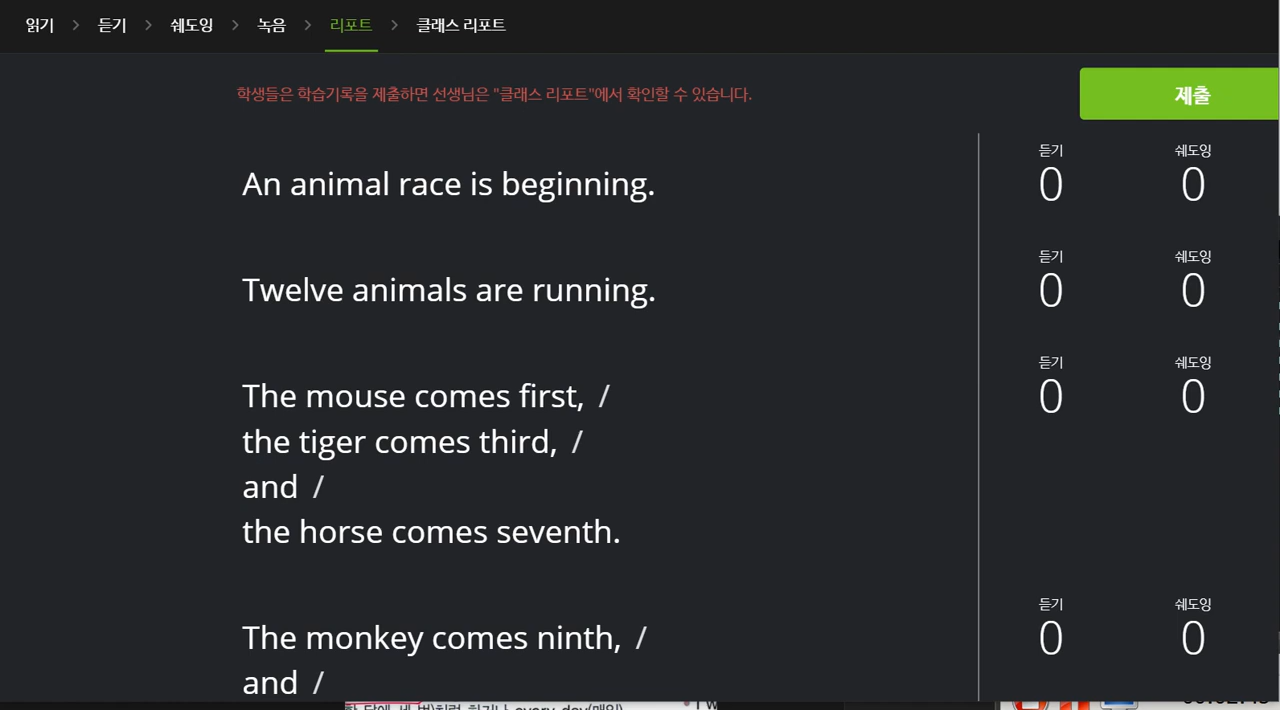 읽기 > 듣기 > 쉐도잉 > 녹음 > 리포트 > 클래스 리포트
학생들은 학습기록을 제출하면 선생님은 "클래스 리포트"에서 확인할 수 있습니다.
제출
듣기 쉐도잉
An animal race is beginning. 0 0
듣기 쉐도잉
Twelve animals are running. 0 0
듣기 쉐도잉
The mouse comes first, / 0 0
the tiger comes third, /
and /
the horse comes seventh.
듣기 쉐도잉
The monkey comes ninth, / 0 0
and /